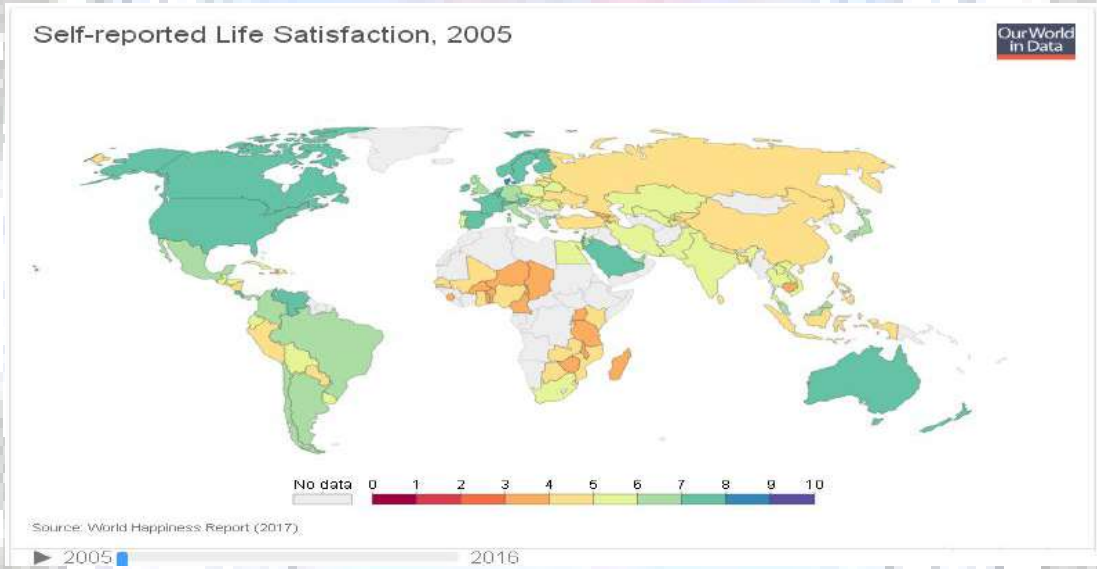 Self-reported Life Satisfaction, 2005
Our World
in Data
No data 0 1 2 3 4 5 6 7 8 9 10
Source: World Happiness Report (2017)
2005 2016